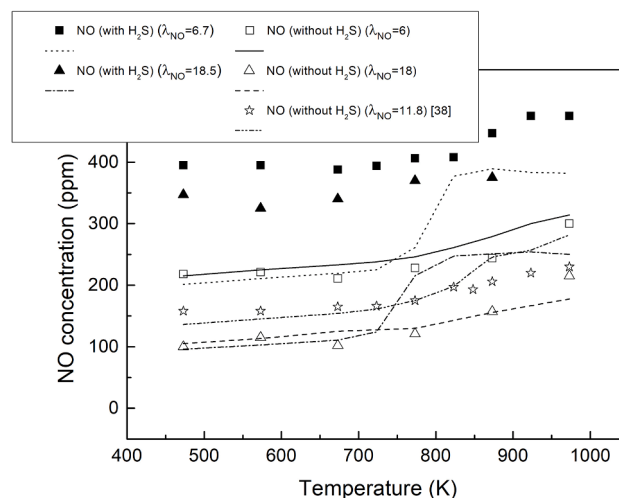 NO (with H₂S) (λNO=6.7)
NO (without H₂S) (λNO=6)
NO (with H₂S) (λNO=18.5)
NO (without H₂S) (λNO=18)
NO (without H₂S) (λNO=11.8) [38]
NO concentration (ppm)
400
300
200
100
0
400 500 600 700 800 900 1000
Temperature (K)